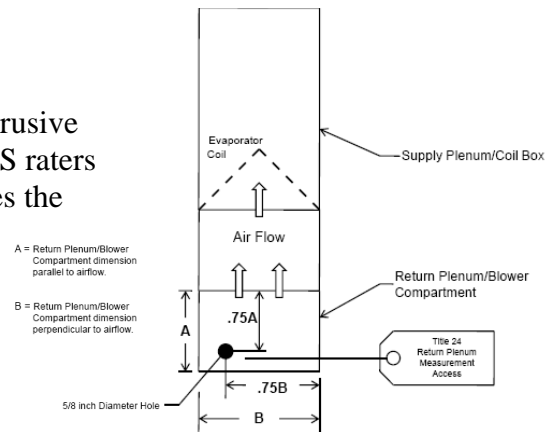 rusive
S raters
es the
Evaporator
Coil
Supply Plenum/Coil Box
Air Flow
A = Return Plenum/Blower
Compartment dimension
parallel to airflow.
B = Return Plenum/Blower
Compartment dimension
perpendicular to airflow.
Return Plenum/Blower
Compartment
A
.75A
Title 24
Return Plenum
Measurement
Access
.75B
5/8 inch Diameter Hole
B